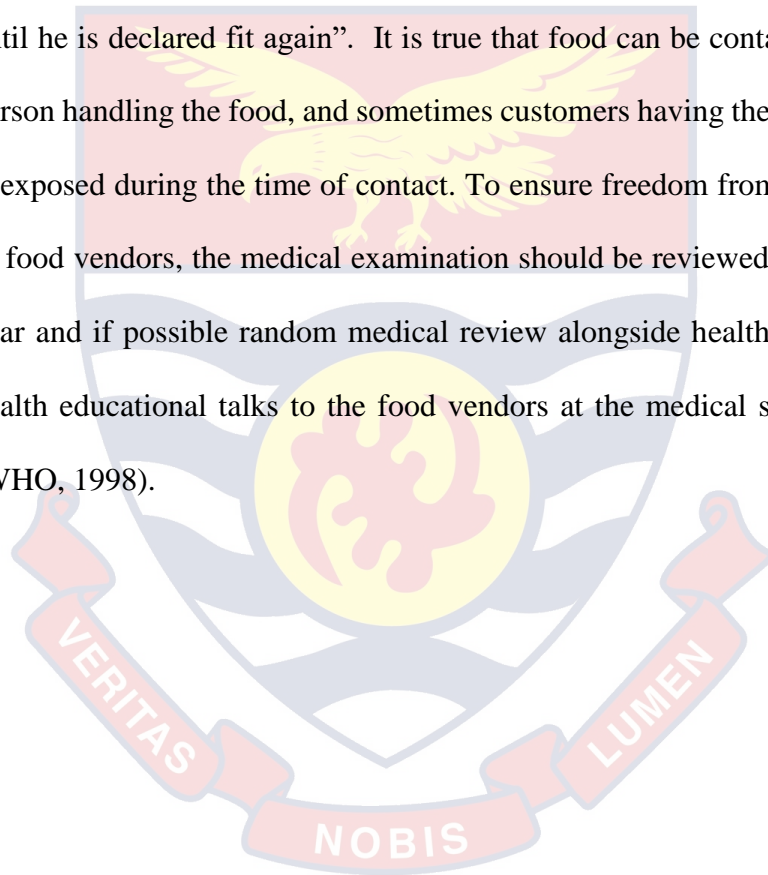 til he is declared fit again”. It is true that food can be conta
rson handling the food, and sometimes customers having the
exposed during the time of contact. To ensure freedom from
food vendors, the medical examination should be reviewed
ar and if possible random medical review alongside health
alth educational talks to the food vendors at the medical s
WHO, 1998).
VERITAS
NOBIS
LUMEN